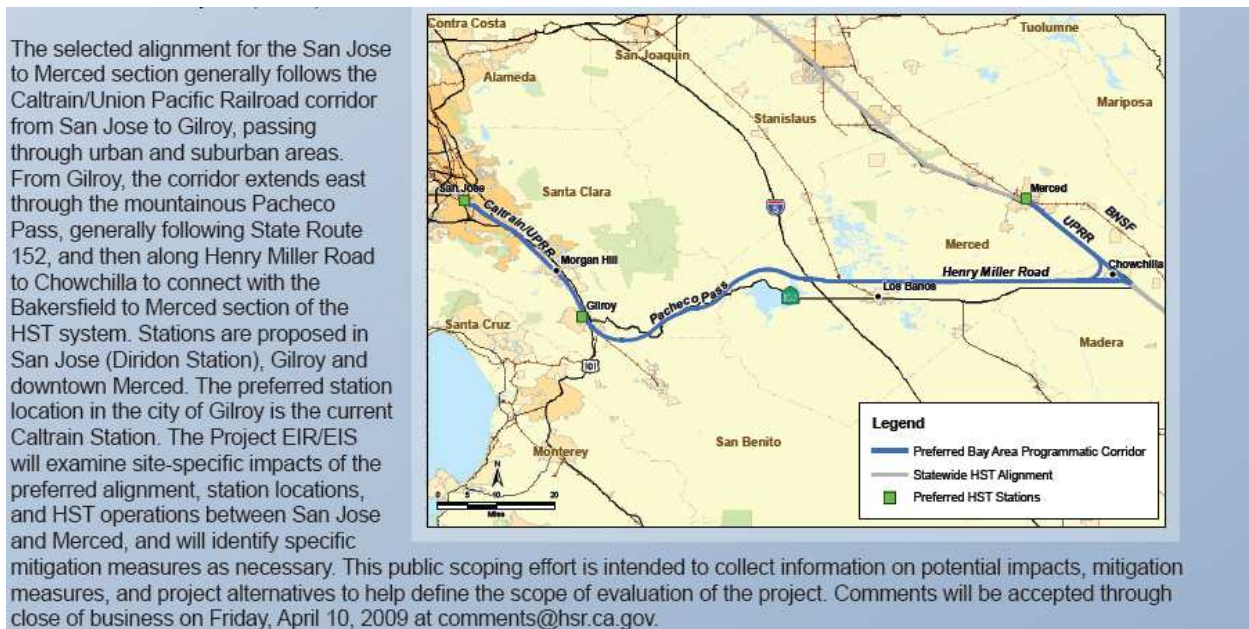 The selected alignment for the San Jose
to Merced section generally follows the
Caltrain/Union Pacific Railroad corridor
from San Jose to Gilroy, passing
through urban and suburban areas.
From Gilroy, the corridor extends east
through the mountainous Pacheco
Pass, generally following State Route
152, and then along Henry Miller Road
to Chowchilla to connect with the
Bakersfield to Merced section of the
HST system. Stations are proposed in
San Jose (Diridon Station), Gilroy and
downtown Merced. The preferred station
location in the city of Gilroy is the current
Caltrain Station. The Project EIR/EIS
will examine site-specific impacts of the
preferred alignment, station locations,
and HST operations between San Jose
and Merced, and will identify specific
mitigation measures as necessary. This public scoping effort is intended to collect information on potential impacts, mitigation
measures, and project alternatives to help define the scope of evaluation of the project. Comments will be accepted through
close of business on Friday, April 10, 2009 at comments@hsr.ca.gov.
Contra Costa
Tuolumne
San Joaquin
Alameda
Mariposa
Stanislaus
San Jose
Santa Clara
Merced
Caltrain/UPRR
BNSF
UPRR
5
Morgan Hill
Merced
Chowchilla
Henry Miller Road
Los Banos
Pacheco Pass
Gilroy
Santa Cruz
Madera
101
San Benito
Monterey
N
0 5 10 20
Miles
Legend
Preferred Bay Area Programmatic Corridor
Statewide HST Alignment
Preferred HST Stations